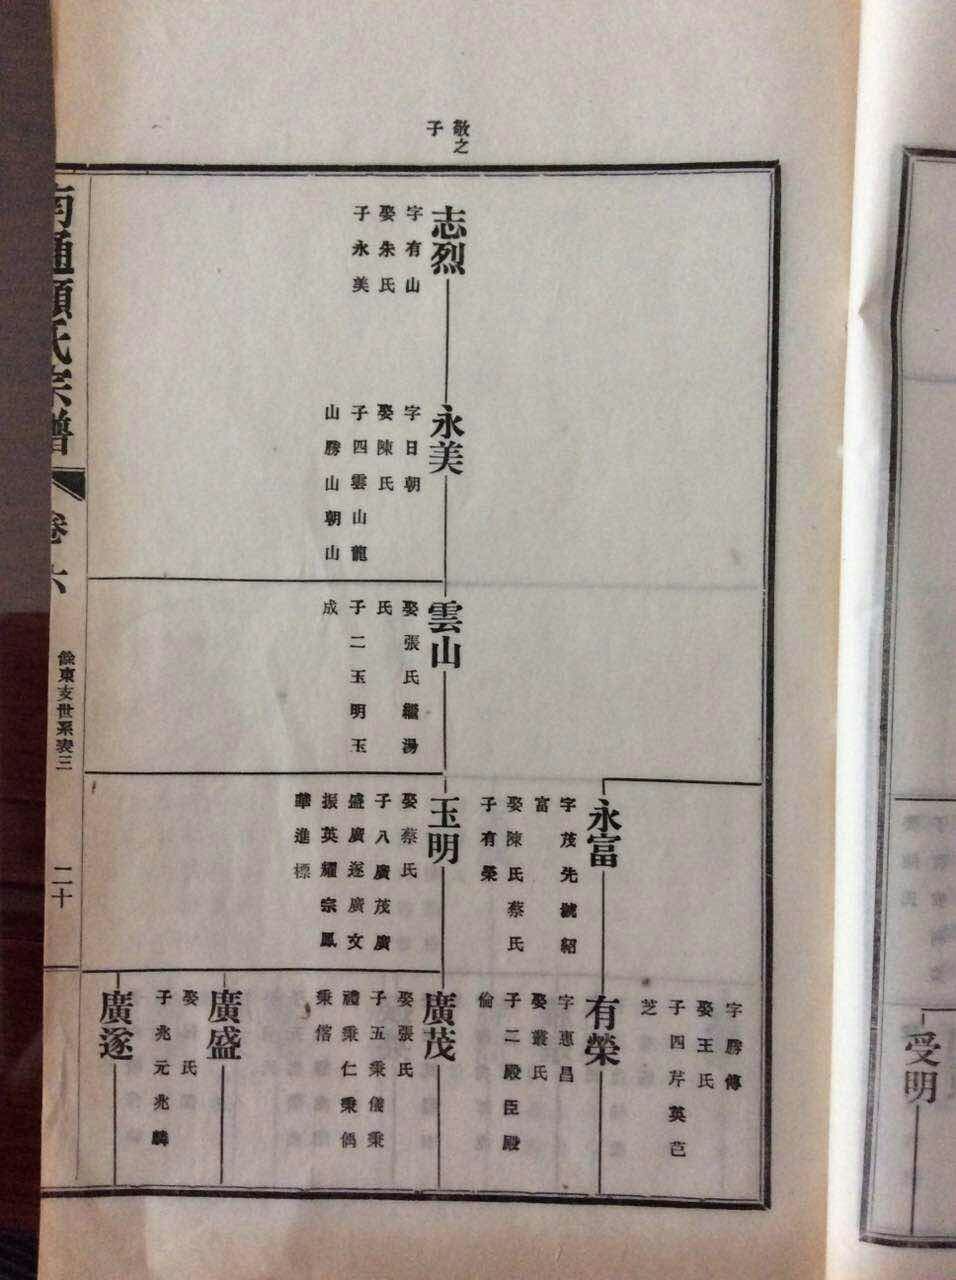 敬之
子
志烈
字有山
娶朱氏
子永美
永美
字日朝
娶陳氏
子四雲山龍
山勝山朝山
雲山
娶張氏繼湯
氏
子二玉明玉
成
永富
字茂先號紹
富
娶陳氏蔡氏
子有榮
玉明
娶蔡氏
子八廣茂廣
盛廣遂廣文
振英耀宗鳳
華進標
字勝傳
娶王氏
子四芹英芭
芝
有榮
字惠昌
娶叢氏
子二殿臣殿
倫
廣茂
娶張氏
子五秉儀秉
禮秉仁秉
秉
廣盛
娶氏
子兆元兆麟
廣遂
南通顧氏宗譜
卷六
餘東支世系表三
二十
受明